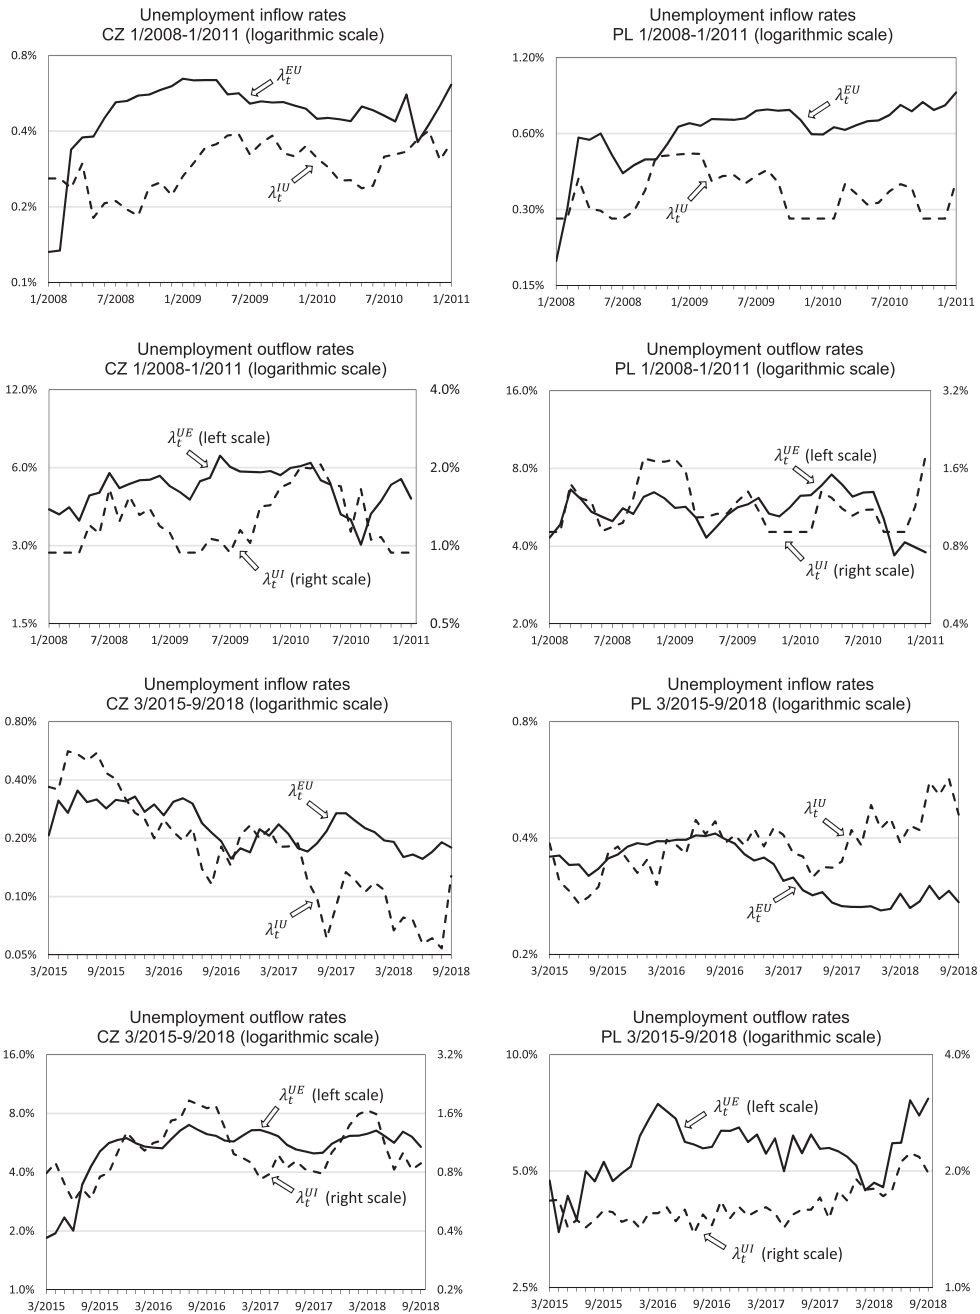 Unemployment inflow rates
CZ 1/2008-1/2011 (logarithmic scale)
0.8%
0.4%
0.2%
0.1%
λ_t^{EU}
λ_t^{IU}
1/2008 7/2008 1/2009 7/2009 1/2010 7/2010 1/2011
Unemployment inflow rates
PL 1/2008-1/2011 (logarithmic scale)
1.20%
0.60%
0.30%
0.15%
λ_t^{EU}
λ_t^{IU}
1/2008 7/2008 1/2009 7/2009 1/2010 7/2010 1/2011
Unemployment outflow rates
CZ 1/2008-1/2011 (logarithmic scale)
12.0% 4.0%
6.0% 2.0%
3.0% 1.0%
1.5% 0.5%
λ_t^{UE} (left scale)
λ_t^{UI} (right scale)
1/2008 7/2008 1/2009 7/2009 1/2010 7/2010 1/2011
Unemployment outflow rates
PL 1/2008-1/2011 (logarithmic scale)
16.0% 3.2%
8.0% 1.6%
4.0% 0.8%
2.0% 0.4%
λ_t^{UE} (left scale)
λ_t^{UI} (right scale)
1/2008 7/2008 1/2009 7/2009 1/2010 7/2010 1/2011
Unemployment inflow rates
CZ 3/2015-9/2018 (logarithmic scale)
0.80%
0.40%
0.20%
0.10%
0.05%
λ_t^{EU}
λ_t^{IU}
3/2015 9/2015 3/2016 9/2016 3/2017 9/2017 3/2018 9/2018
Unemployment inflow rates
PL 3/2015-9/2018 (logarithmic scale)
0.8%
0.4%
0.2%
λ_t^{IU}
λ_t^{EU}
3/2015 9/2015 3/2016 9/2016 3/2017 9/2017 3/2018 9/2018
Unemployment outflow rates
CZ 3/2015-9/2018 (logarithmic scale)
16.0% 3.2%
8.0% 1.6%
4.0% 0.8%
2.0% 0.4%
1.0% 0.2%
λ_t^{UE} (left scale)
λ_t^{UI} (right scale)
3/2015 9/2015 3/2016 9/2016 3/2017 9/2017 3/2018 9/2018
Unemployment outflow rates
PL 3/2015-9/2018 (logarithmic scale)
10.0% 4.0%
5.0% 2.0%
2.5% 1.0%
λ_t^{UE} (left scale)
λ_t^{UI} (right scale)
3/2015 9/2015 3/2016 9/2016 3/2017 9/2017 3/2018 9/2018